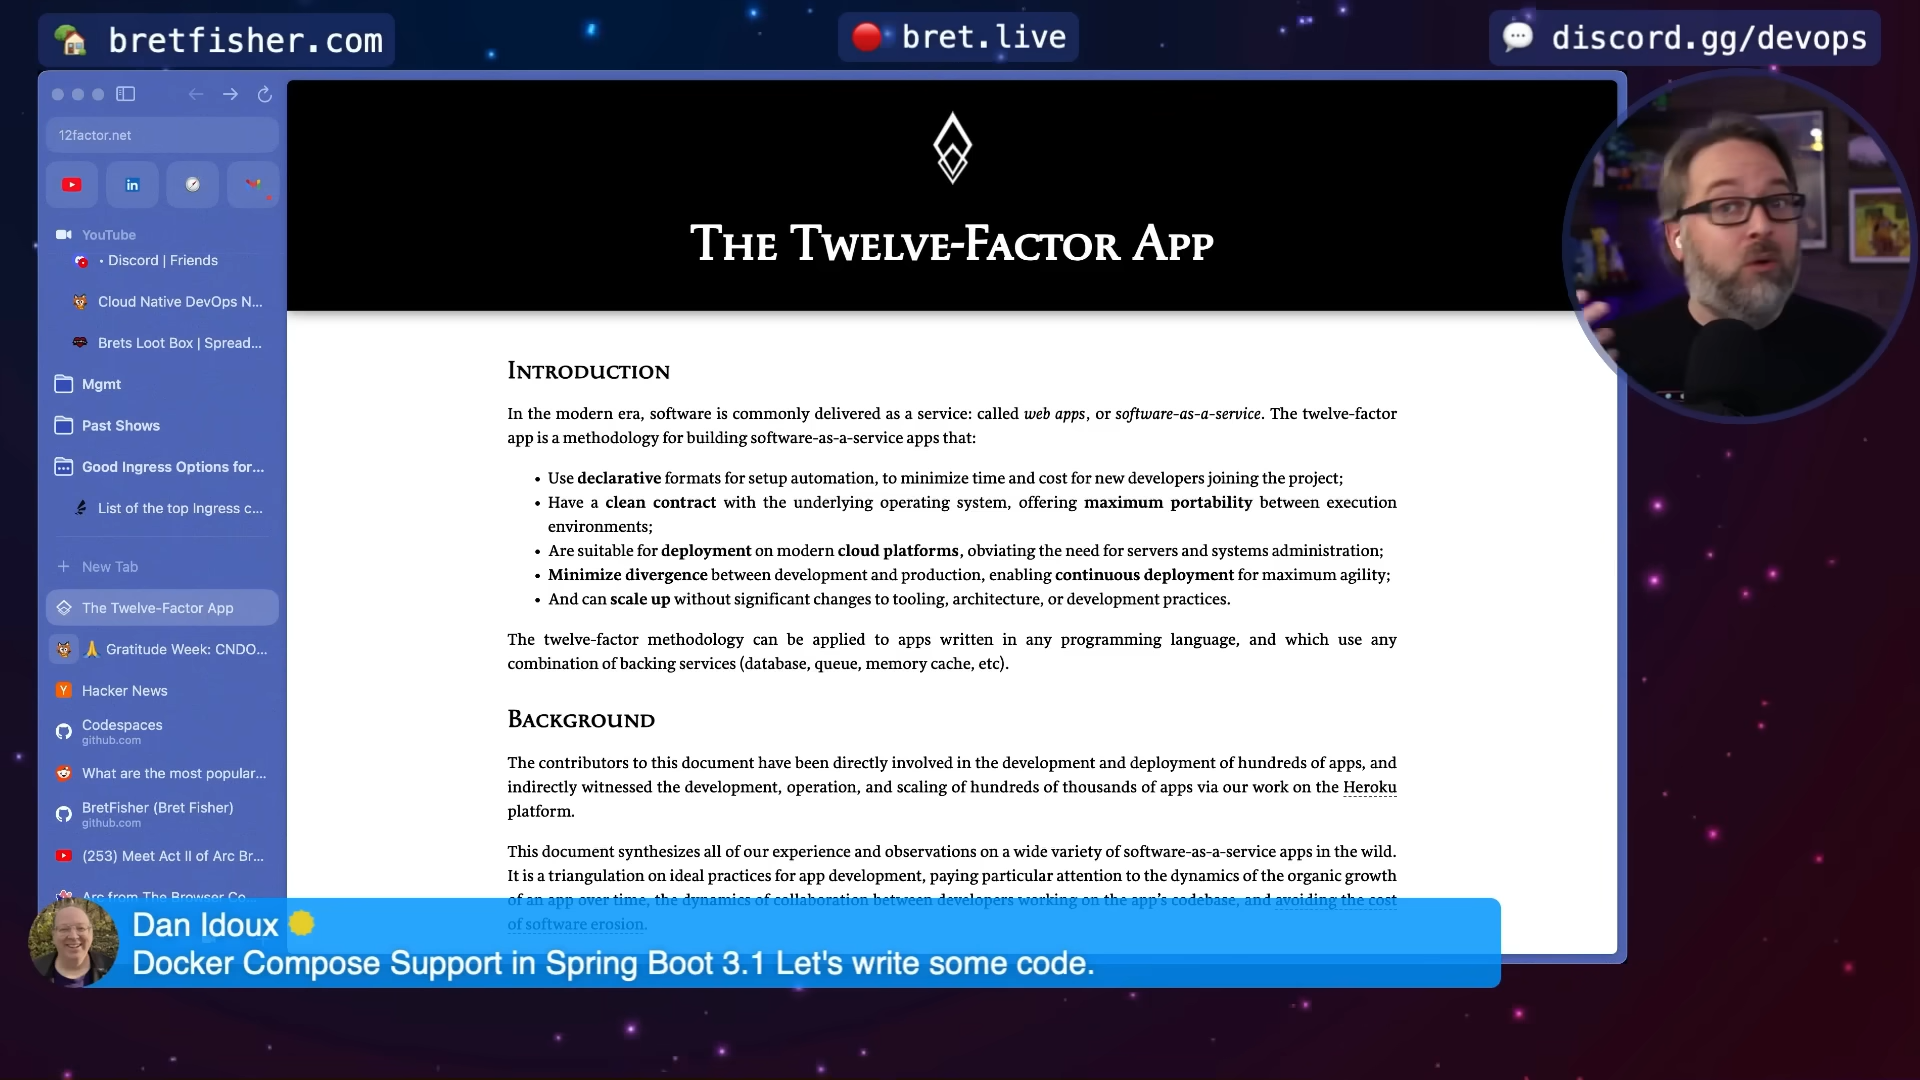 bretfisher.com
bret.live
discord.gg/devops
12factor.net
YouTube
• Discord | Friends
Cloud Native DevOps N...
Brets Loot Box | Spread...
Mgmt
Past Shows
Good Ingress Options for...
List of the top Ingress c...
+ New Tab
The Twelve-Factor App
Gratitude Week: CNDO...
Hacker News
Codespaces
github.com
What are the most popular...
BretFisher (Bret Fisher)
github.com
(253) Meet Act II of Arc Br...
Arc from The Browser Co...
The Twelve-Factor App
Introduction
In the modern era, software is commonly delivered as a service: called web apps, or software-as-a-service. The twelve-factor
app is a methodology for building software-as-a-service apps that:
• Use declarative formats for setup automation, to minimize time and cost for new developers joining the project;
• Have a clean contract with the underlying operating system, offering maximum portability between execution
environments;
• Are suitable for deployment on modern cloud platforms, obviating the need for servers and systems administration;
• Minimize divergence between development and production, enabling continuous deployment for maximum agility;
• And can scale up without significant changes to tooling, architecture, or development practices.
The twelve-factor methodology can be applied to apps written in any programming language, and which use any
combination of backing services (database, queue, memory cache, etc).
Background
The contributors to this document have been directly involved in the development and deployment of hundreds of apps, and
indirectly witnessed the development, operation, and scaling of hundreds of thousands of apps via our work on the Heroku
platform.
This document synthesizes all of our experience and observations on a wide variety of software-as-a-service apps in the wild.
It is a triangulation on ideal practices for app development, paying particular attention to the dynamics of the organic growth
of an app over time, the dynamics of collaboration between developers working on the app's codebase, and avoiding the cost
of software erosion.
Dan Idoux
Docker Compose Support in Spring Boot 3.1 Let's write some code.